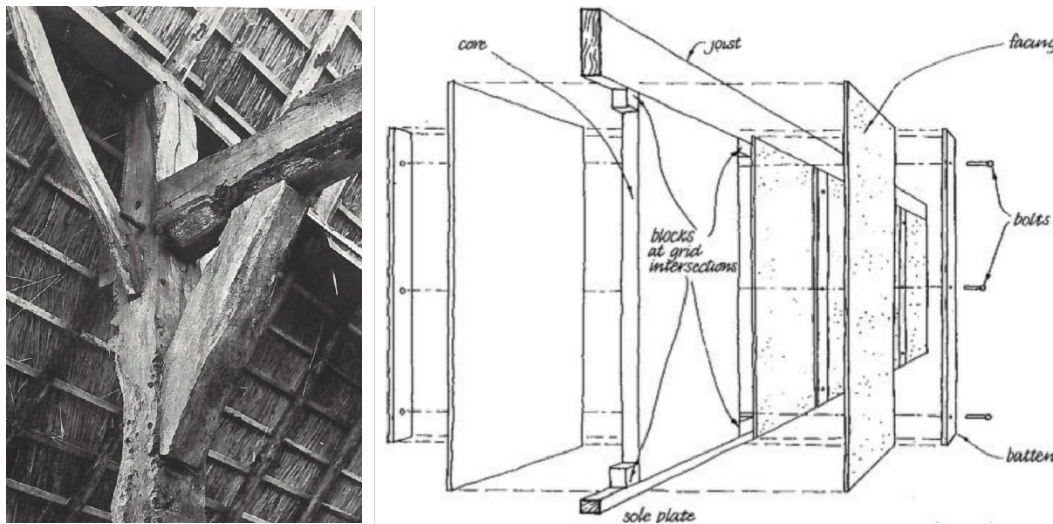 core
joist
facing
blocks
at grid
intersections
bolts
batten
sole plate